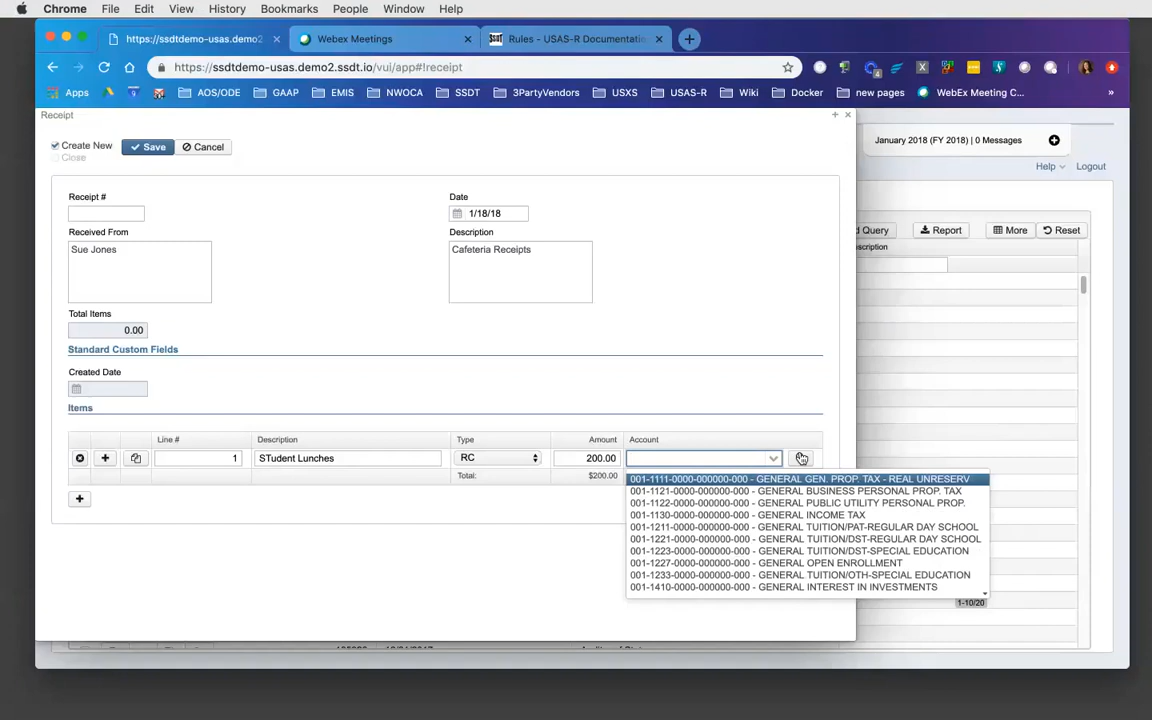 Chrome File Edit View History Bookmarks People Window Help
https://ssdtdemo-usas.demo2 Webex Meetings Rules - USAS-R Documentati
https://ssdtdemo-usas.demo2.ssdt.io/vui/app#!receipt
Apps AOS/ODE GAAP EMIS NWOCA SSDT 3PartyVendors USXS USAS-R Wiki Docker new pages WebEx Meeting C... »
Receipt
January 2018 (FY 2018) | 0 Messages
Create New Save Cancel
Close
Help Logout
Receipt # Date
1/18/18
Received From Description
Sue Jones Cafeteria Receipts
d Query Report More Reset
scription
Total Items
0.00
Standard Custom Fields
Created Date
Items
Line # Description Type Amount Account
1 STudent Lunches RC 200.00
Total: $200.00
001-1111-0000-000000-000 - GENERAL GEN. PROP. TAX - REAL UNRESERV
001-1121-0000-000000-000 - GENERAL BUSINESS PERSONAL PROP. TAX
001-1122-0000-000000-000 - GENERAL PUBLIC UTILITY PERSONAL PROP.
001-1130-0000-000000-000 - GENERAL INCOME TAX
001-1211-0000-000000-000 - GENERAL TUITION/PAT-REGULAR DAY SCHOOL
001-1221-0000-000000-000 - GENERAL TUITION/DST-REGULAR DAY SCHOOL
001-1223-0000-000000-000 - GENERAL TUITION/DST-SPECIAL EDUCATION
001-1227-0000-000000-000 - GENERAL OPEN ENROLLMENT
001-1233-0000-000000-000 - GENERAL TUITION/OTH-SPECIAL EDUCATION
001-1410-0000-000000-000 - GENERAL INTEREST IN INVESTMENTS
1-10/20